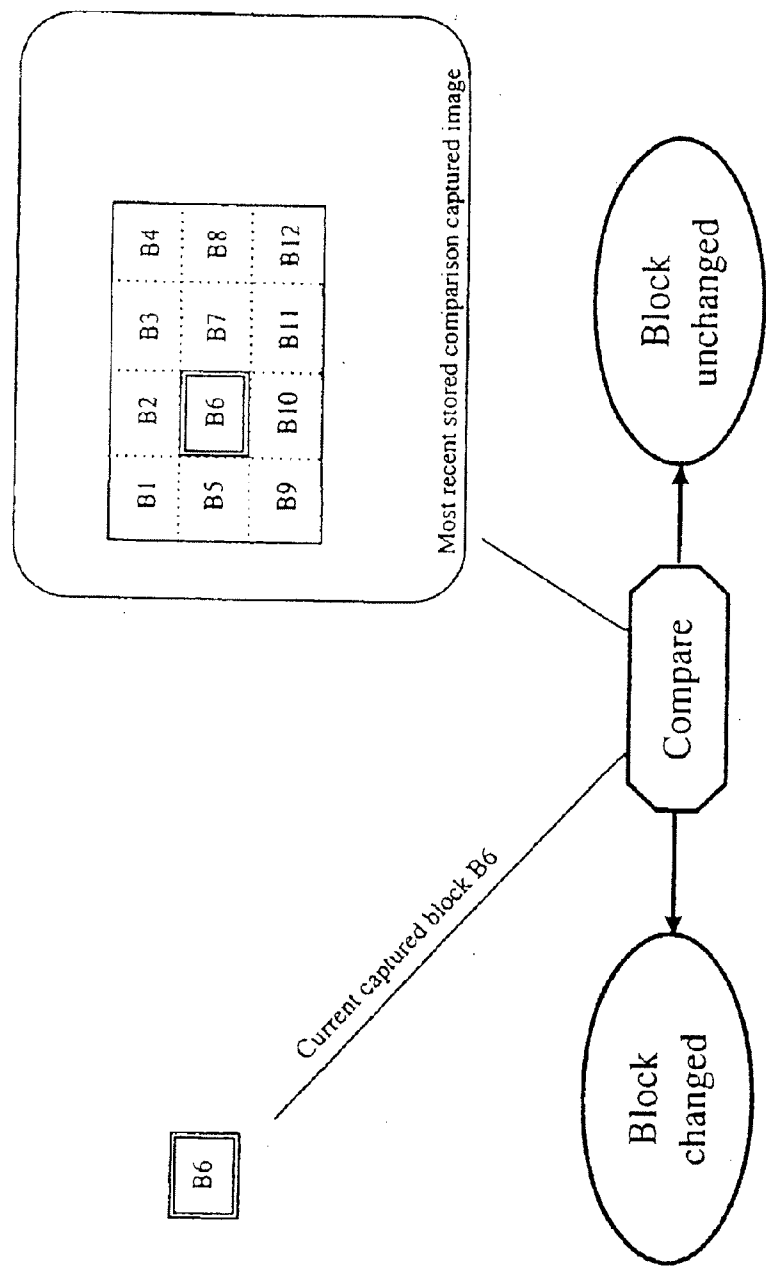 B6
B1 B2 B3 B4
B5 B6 B7 B8
B9 B10 B11 B12
Most recent stored comparison captured image
Current captured block B6
Compare
Block
changed
Block
unchanged